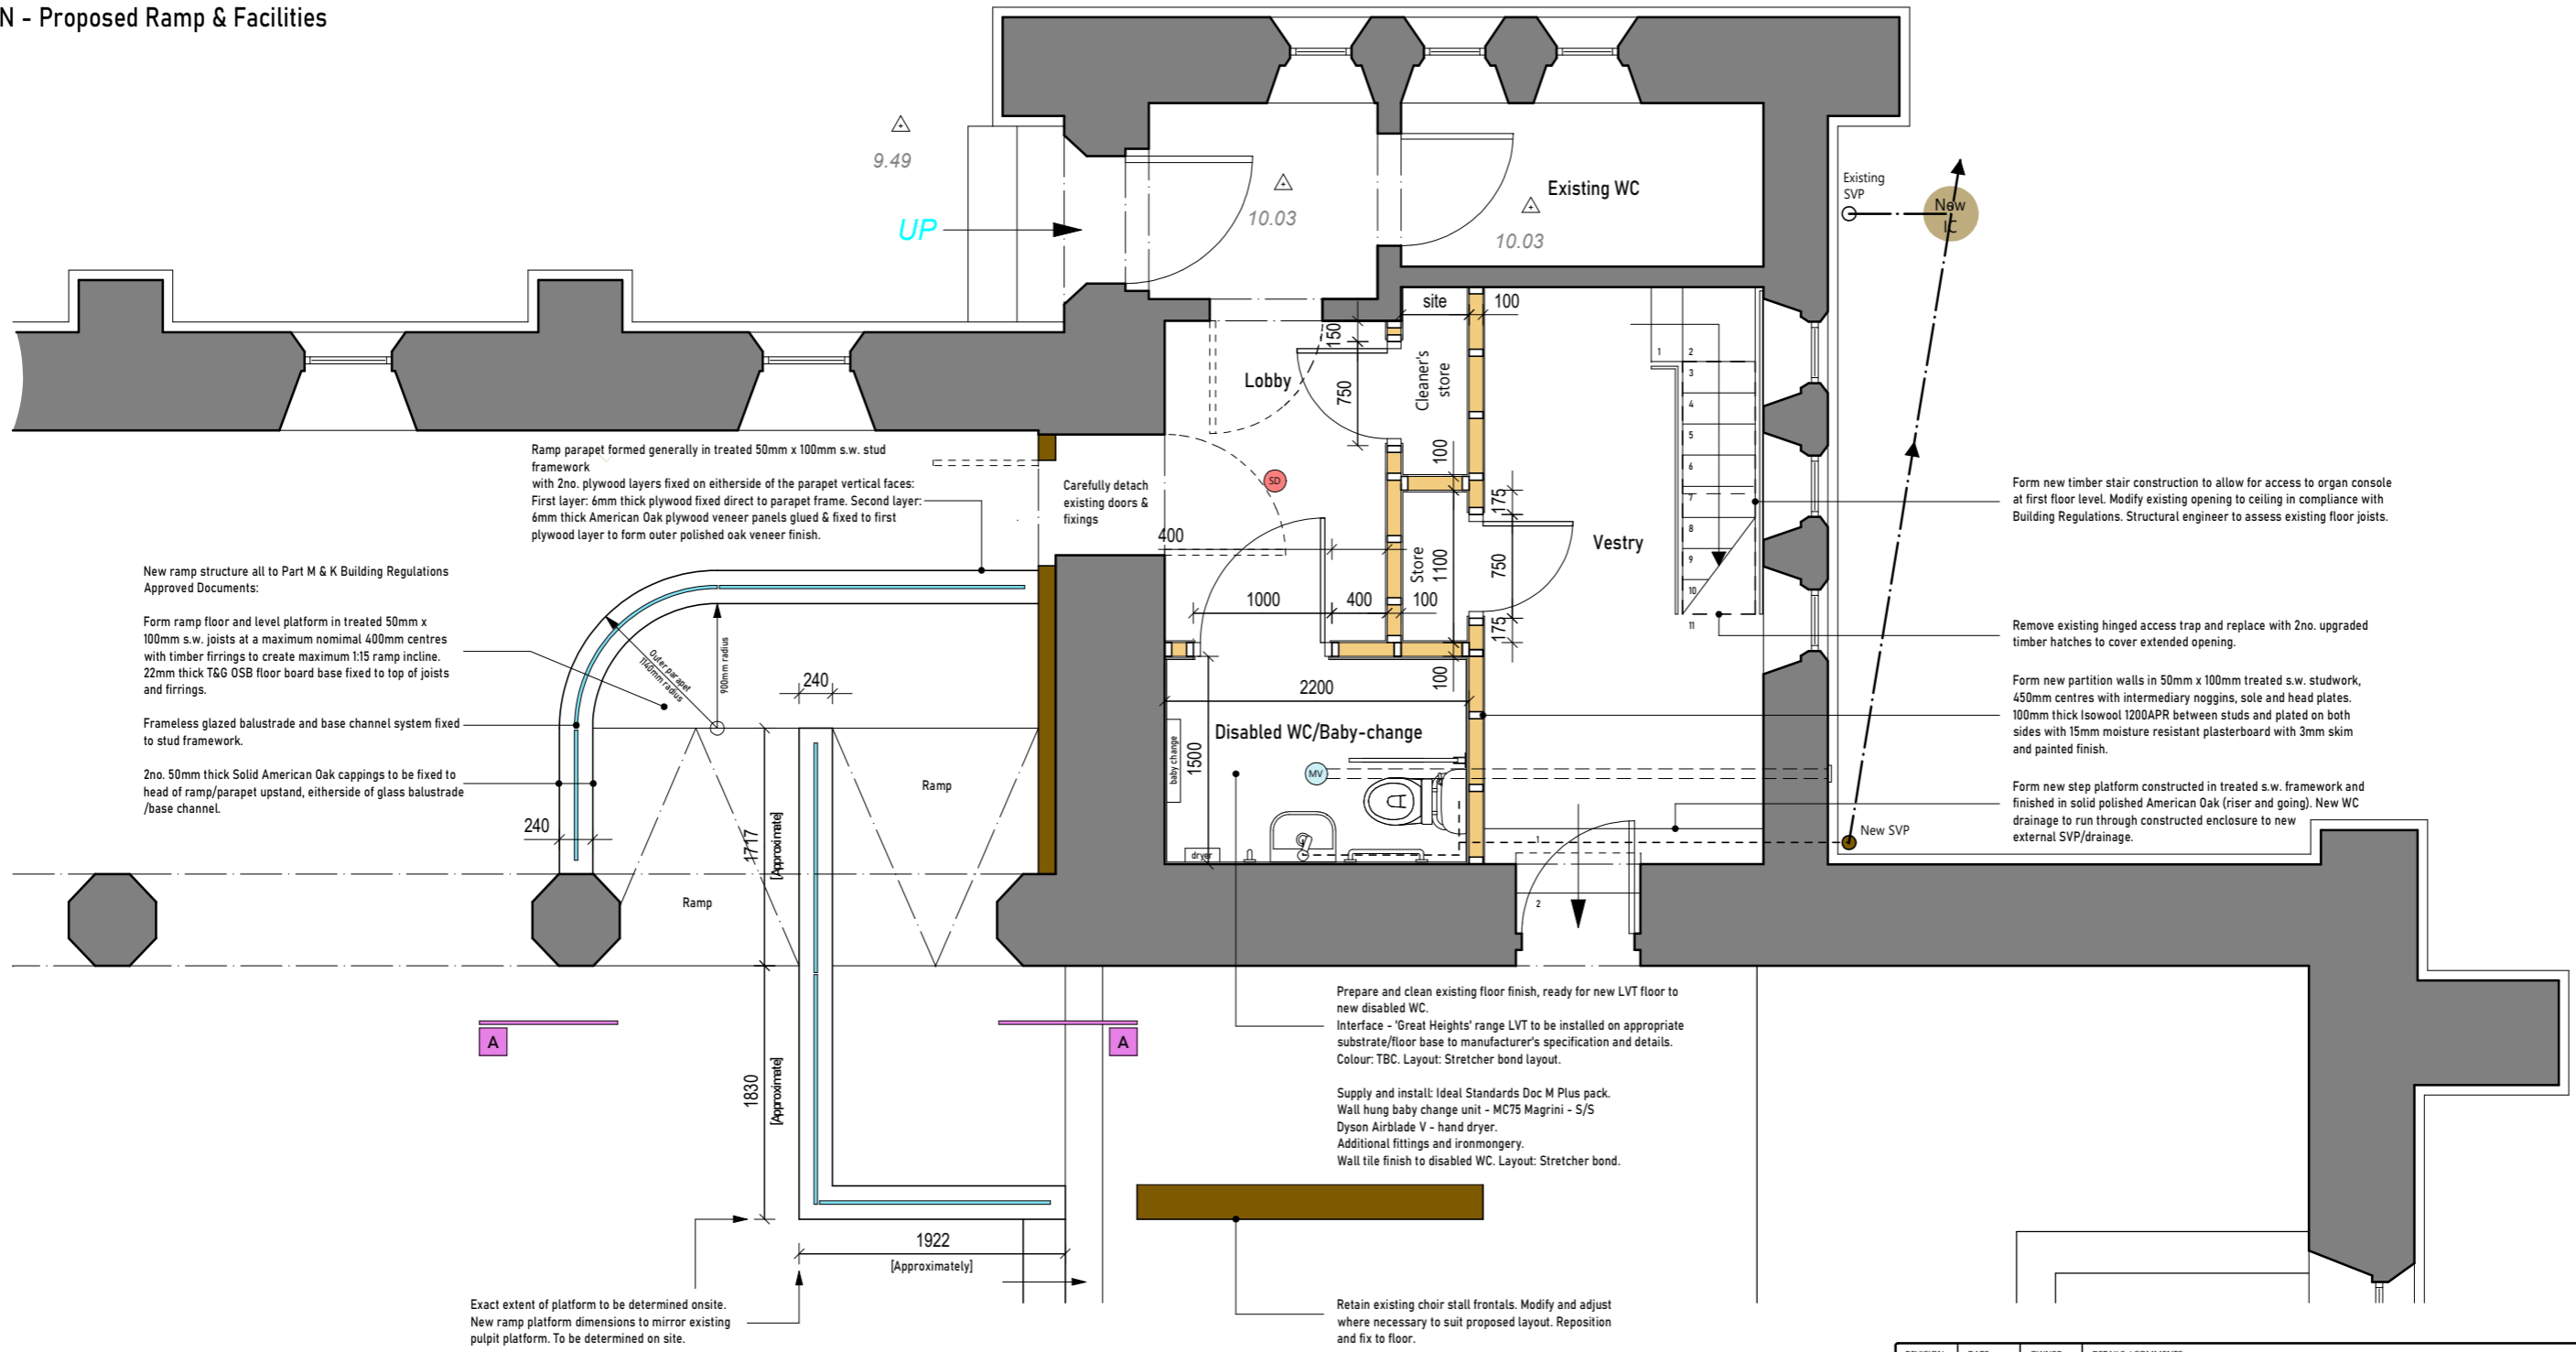 N - Proposed Ramp & Facilities
9.49
UP
10.03
10.03
Existing WC
Existing
SVP
New
IC
site
100
150
Lobby
750
Cleaner's
store
100
1
2
3
4
5
6
7
8
9
10
11
Ramp parapet formed generally in treated 50mm x 100mm s.w. stud
framework
with 2no. plywood layers fixed on eitherside of the parapet vertical faces:
First layer: 6mm thick plywood fixed direct to parapet frame. Second layer:
6mm thick American Oak plywood veneer panels glued & fixed to first
plywood layer to form outer polished oak veneer finish.
Carefully detach
existing doors &
fixings
SD
400
175
Store
1100
750
Vestry
1000
400
100
175
100
Form new timber stair construction to allow for access to organ console
at first floor level. Modify existing opening to ceiling in compliance with
Building Regulations. Structural engineer to assess existing floor joists.
New ramp structure all to Part M & K Building Regulations
Approved Documents:
Form ramp floor and level platform in treated 50mm x
100mm s.w. joists at a maximum nomimal 400mm centres
with timber firrings to create maximum 1:15 ramp incline.
22mm thick T&G OSB floor board base fixed to top of joists
and firrings.
Frameless glazed balustrade and base channel system fixed
to stud framework.
2no. 50mm thick Solid American Oak cappings to be fixed to
head of ramp/parapet upstand, eitherside of glass balustrade
/base channel.
Outer parapet
1140mm radius
900mm radius
240
240
Remove existing hinged access trap and replace with 2no. upgraded
timber hatches to cover extended opening.
Form new partition walls in 50mm x 100mm treated s.w. studwork,
450mm centres with intermediary noggins, sole and head plates.
100mm thick Isowool 1200APR between studs and plated on both
sides with 15mm moisture resistant plasterboard with 3mm skim
and painted finish.
Form new step platform constructed in treated s.w. framework and
finished in solid polished American Oak (riser and going). New WC
drainage to run through constructed enclosure to new
external SVP/drainage.
2200
Disabled WC/Baby-change
baby change
1500
MV
dryer
1
2
New SVP
Ramp
Ramp
1717
[Approximate]
1830
[Approximate]
A
A
Prepare and clean existing floor finish, ready for new LVT floor to
new disabled WC.
Interface - 'Great Heights' range LVT to be installed on appropriate
substrate/floor base to manufacturer's specification and details.
Colour: TBC. Layout: Stretcher bond layout.
Supply and install: Ideal Standards Doc M Plus pack.
Wall hung baby change unit - MC75 Magrini - S/S
Dyson Airblade V - hand dryer.
Additional fittings and ironmongery.
Wall tile finish to disabled WC. Layout: Stretcher bond.
1922
[Approximately]
Exact extent of platform to be determined onsite.
New ramp platform dimensions to mirror existing
pulpit platform. To be determined on site.
Retain existing choir stall frontals. Modify and adjust
where necessary to suit proposed layout. Reposition
and fix to floor.